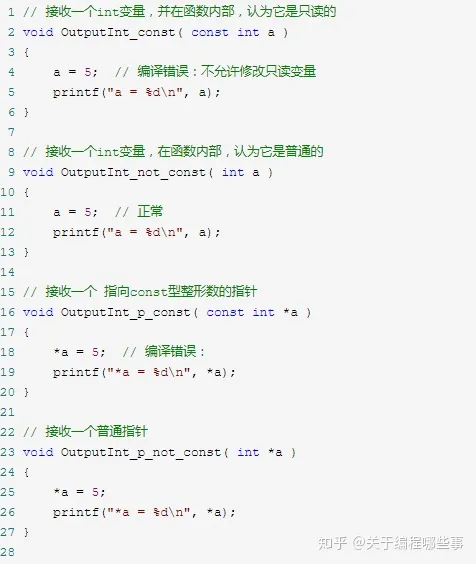 1 // 接收一个int变量，并在函数内部，认为它是只读的
2 void OutputInt_const( const int a )
3 {
4     a = 5;  // 编译错误：不允许修改只读变量
5     printf("a = %d\n", a);
6 }
7
8 // 接收一个int变量，在函数内部，认为它是普通的
9 void OutputInt_not_const( int a )
10 {
11     a = 5;  // 正常
12     printf("a = %d\n", a);
13 }
14
15 // 接收一个 指向const型整形数的指针
16 void OutputInt_p_const( const int *a )
17 {
18     *a = 5;  // 编译错误：
19     printf("*a = %d\n", *a);
20 }
21
22 // 接收一个普通指针
23 void OutputInt_p_not_const( int *a )
24 {
25     *a = 5;
26     printf("*a = %d\n", *a);
27 }
28
知乎 @关于编程哪些事